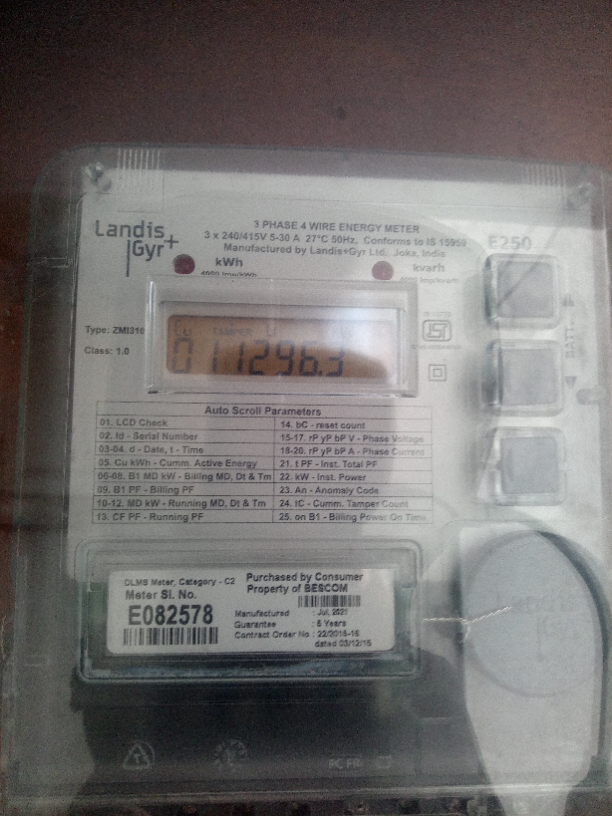 Landis
Gyr+
3 PHASE 4 WIRE ENERGY METER
3 x 240/415V 5-30 A 27°C 50Hz, Conforms to IS 15959
Manufactured by Landis+Gyr Ltd. Joka, India
E250
kWh
kvarh
Type: ZMI310
Class: 1.0
Cu TAMPER
011296.3
BATT.
Auto Scroll Parameters
01. LCD Check
02. Id - Serial Number
03-04. d - Date, t - Time
05. Cu kWh - Cumm. Active Energy
06-08. B1 MD kW - Billing MD, Dt & Tm
09. B1 PF - Billing PF
10-12. MD kW - Running MD, Dt & Tm
13. CF PF - Running PF
14. bC - reset count
15-17. rP yP bP V - Phase Voltage
18-20. rP yP bP A - Phase Current
21. t PF - Inst. Total PF
22. kW - Inst. Power
23. An - Anomaly Code
24. tC - Cumm. Tamper Count
25. on B1 - Billing Power On Time
DLMS Meter, Category - C2
Meter Sl. No.
E082578
Purchased by Consumer
Property of BESCOM
Manufactured : Jul, 2021
Guarantee : 5 Years
Contract Order No : 22/2015-16
dated 03/12/15